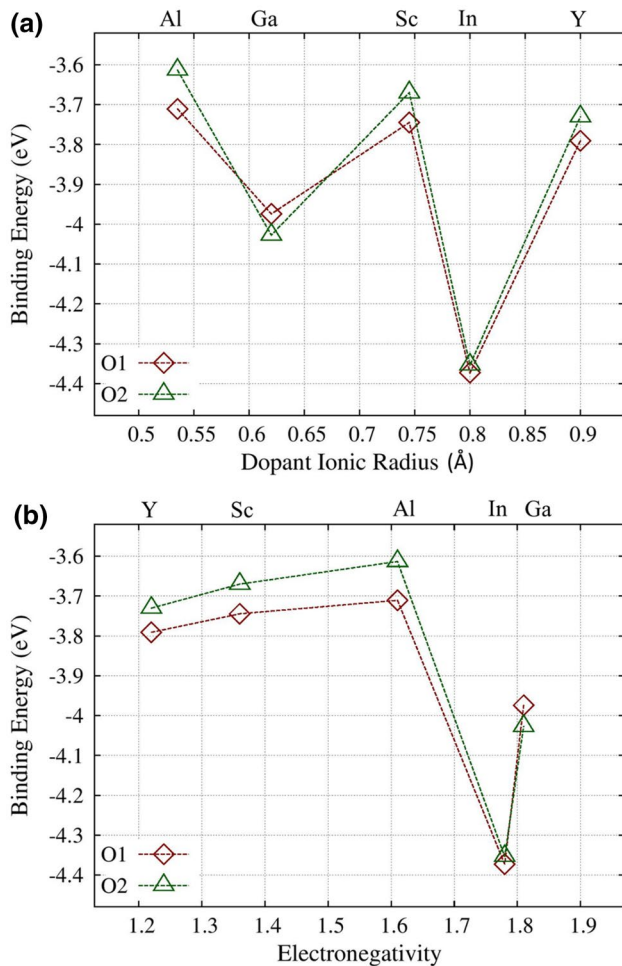 (a)
Al Ga Sc In Y
-3.6
-3.7
-3.8
-3.9
-4
-4.1
-4.2
-4.3
-4.4
Binding Energy (eV)
O1
O2
0.5 0.55 0.6 0.65 0.7 0.75 0.8 0.85 0.9
Dopant Ionic Radius (Å)
(b)
Y Sc Al In Ga
-3.6
-3.7
-3.8
-3.9
-4
-4.1
-4.2
-4.3
-4.4
Binding Energy (eV)
O1
O2
1.2 1.3 1.4 1.5 1.6 1.7 1.8 1.9
Electronegativity